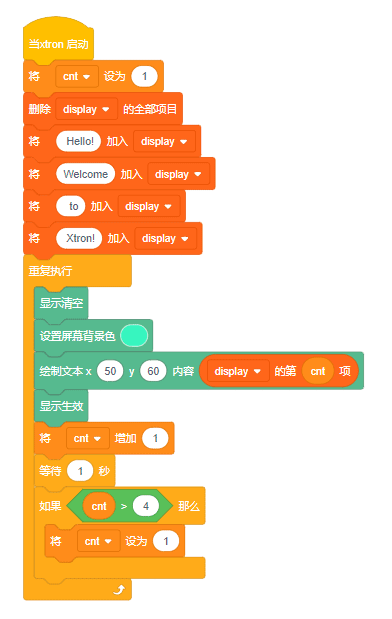 当xtron 启动
将 cnt 设为 1
删除 display 的全部项目
将 Hello! 加入 display
将 Welcome 加入 display
将 to 加入 display
将 Xtron! 加入 display
重复执行
显示清空
设置屏幕背景色
绘制文本 x 50 y 60 内容 display 的第 cnt 项
显示生效
将 cnt 增加 1
等待 1 秒
如果 cnt > 4 那么
将 cnt 设为 1